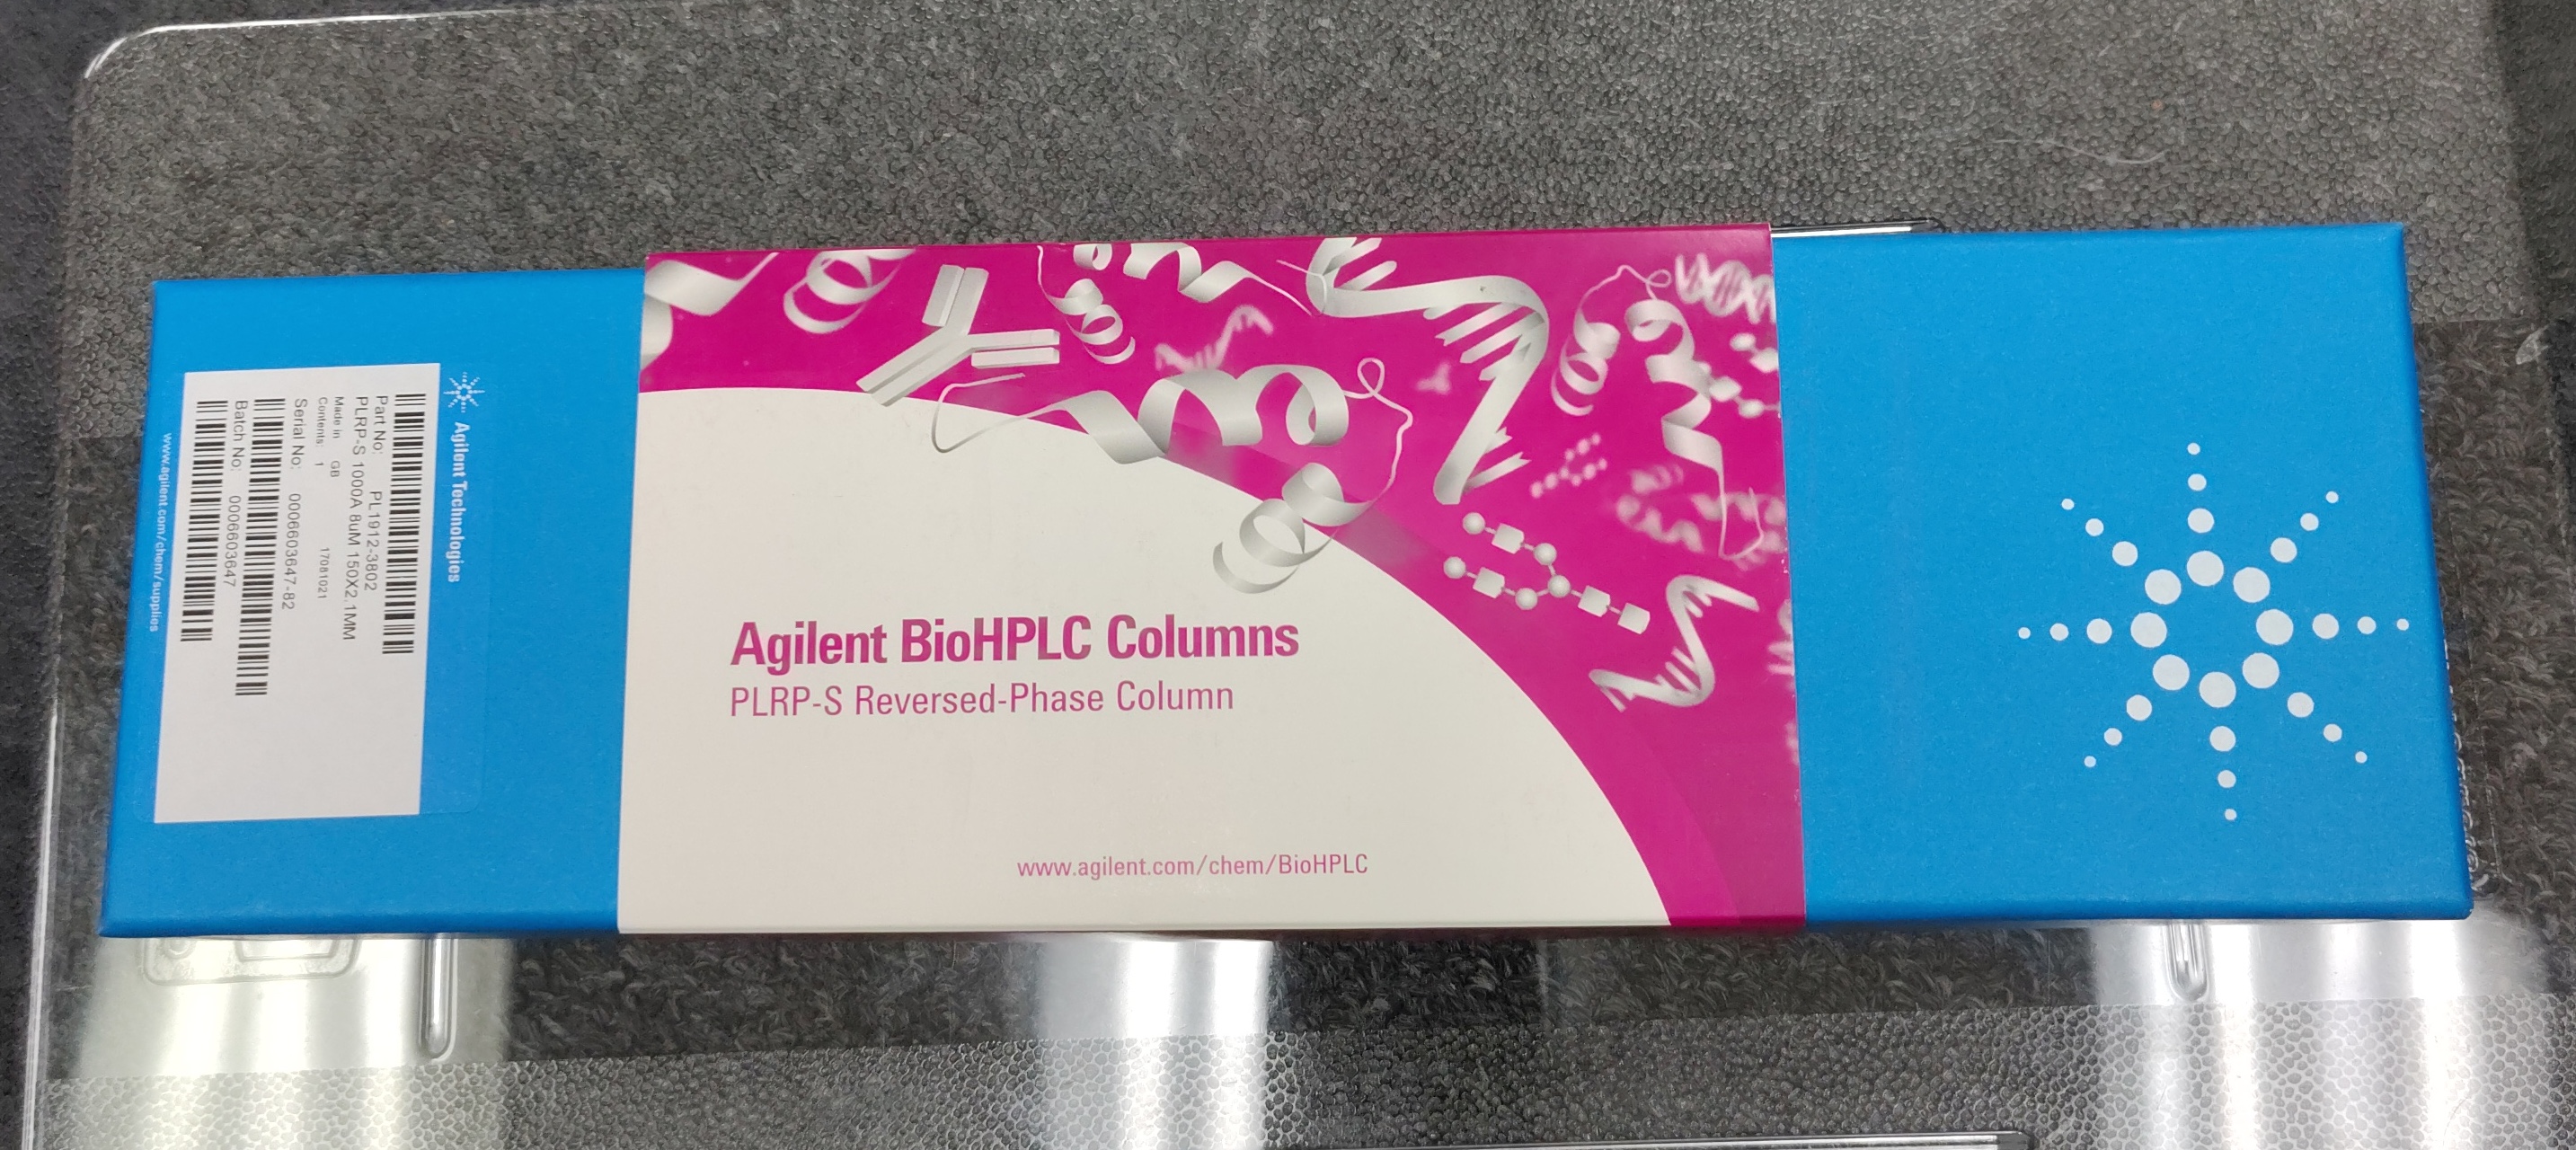 Agilent Technologies
Part No: PL1912-3802
PLRP-S 1000A 8uM 150X2.1MM
Made in GB
Contents: 1 17081021
Serial No: 0006603647-82
Batch No: 0006603647
www.agilent.com/chem/supplies
Agilent BioHPLC Columns
PLRP-S Reversed-Phase Column
www.agilent.com/chem/BioHPLC